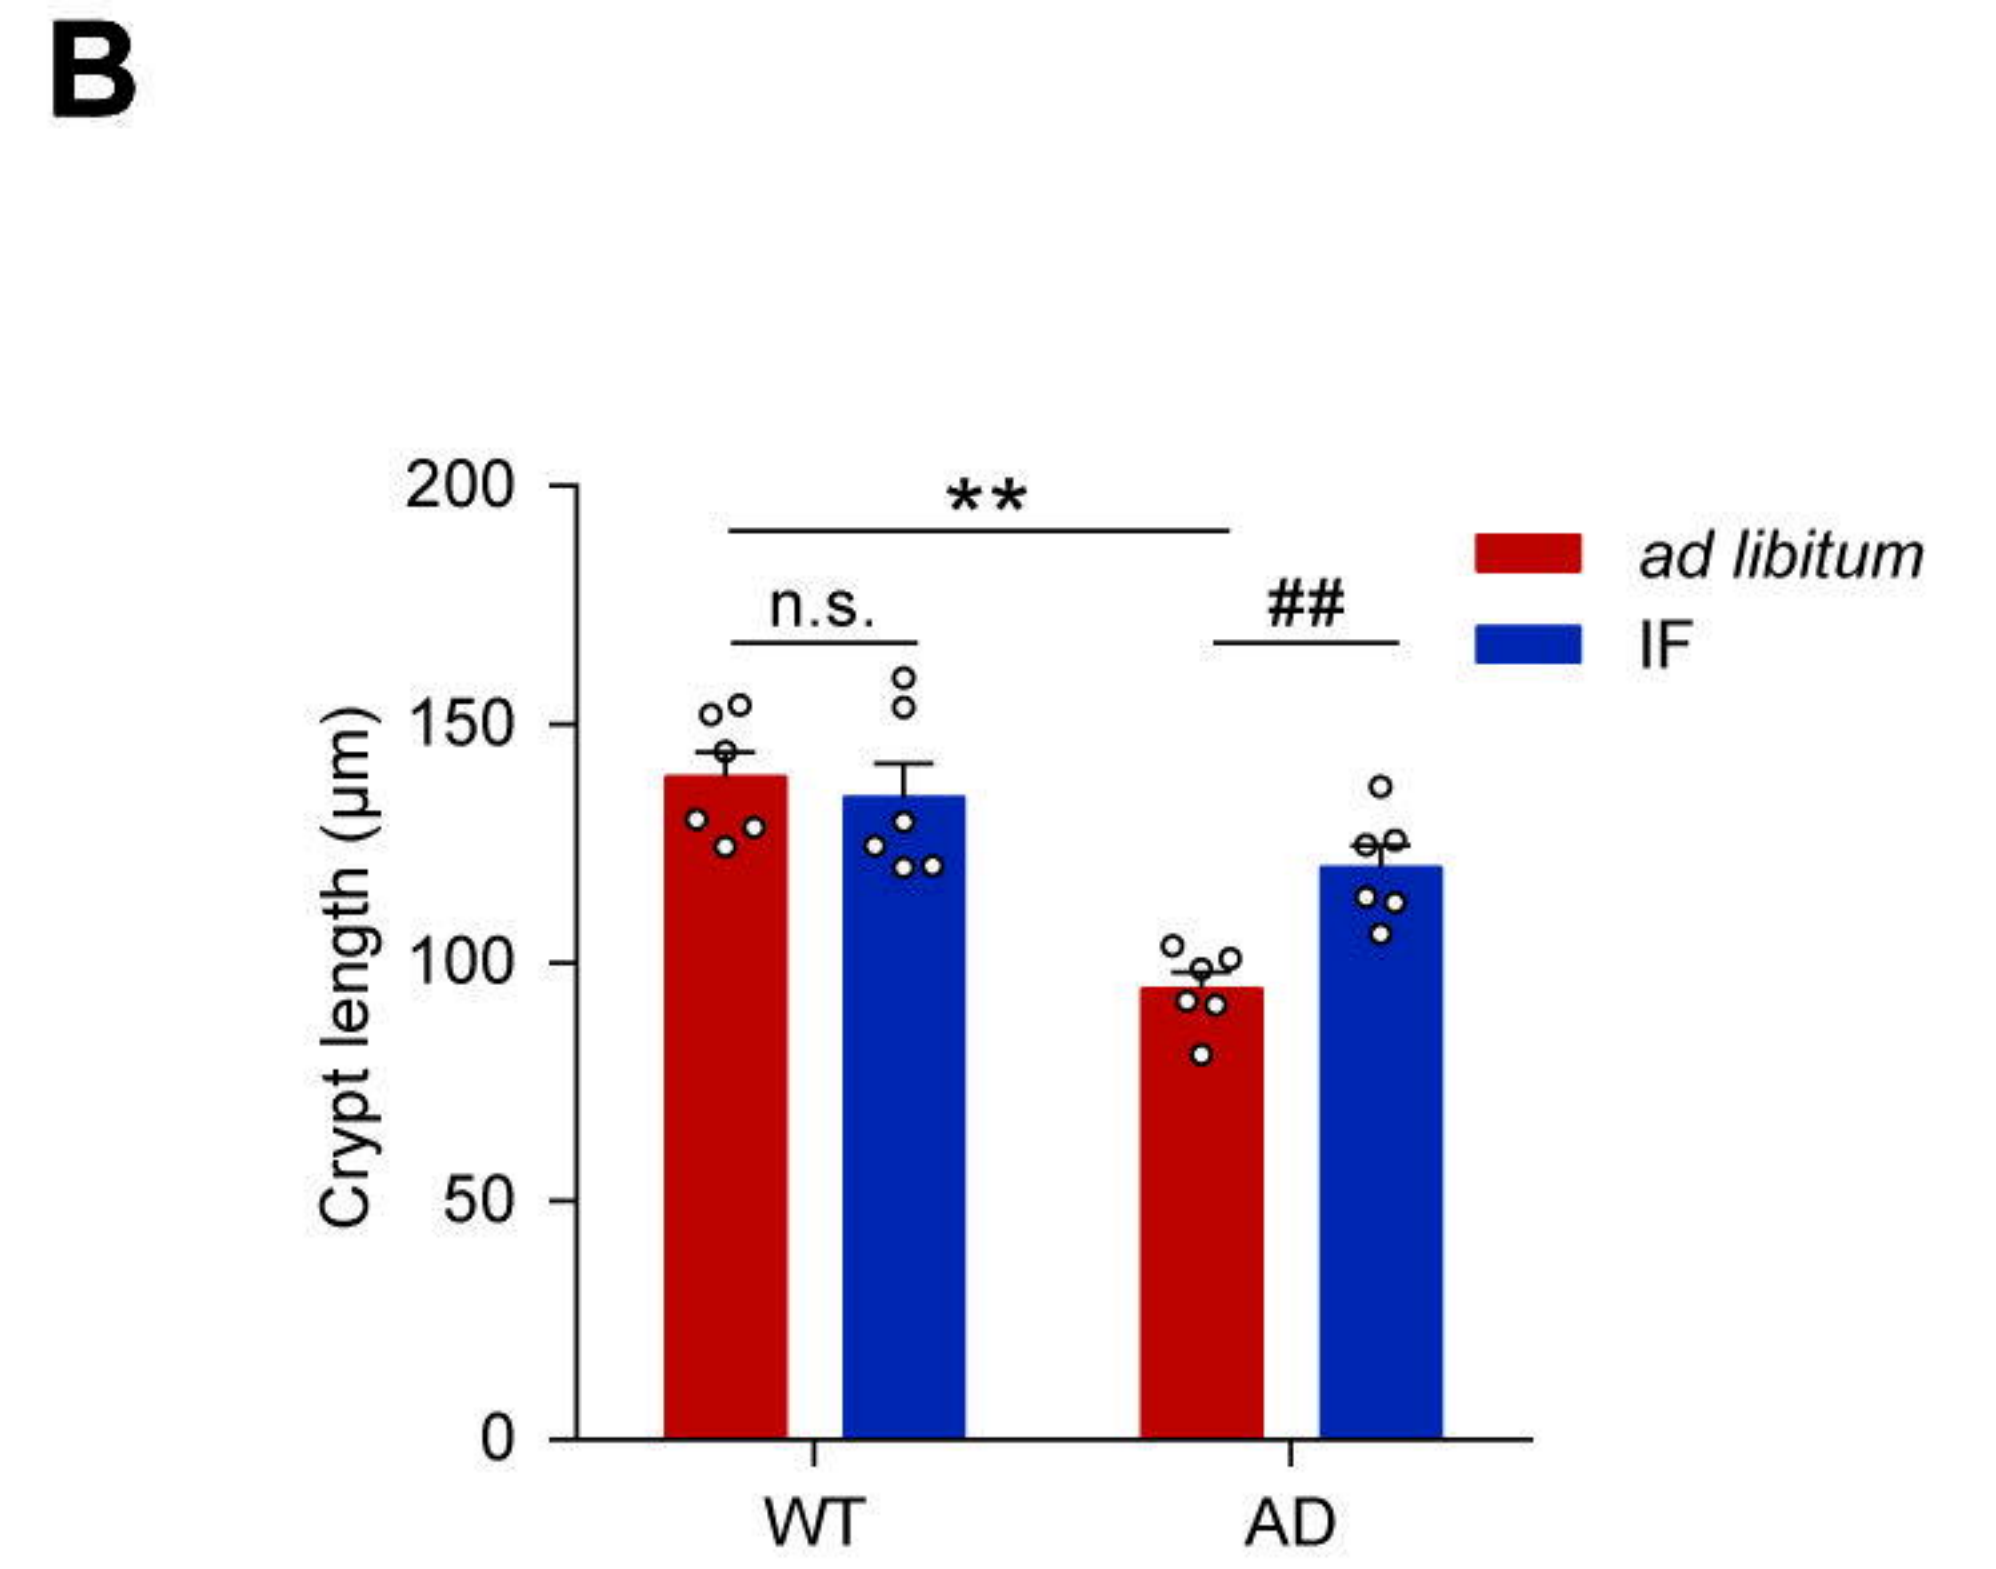 B
200
**
ad libitum
n.s.
##
IF
150
Crypt length (μm)
100
50
0
WT
AD